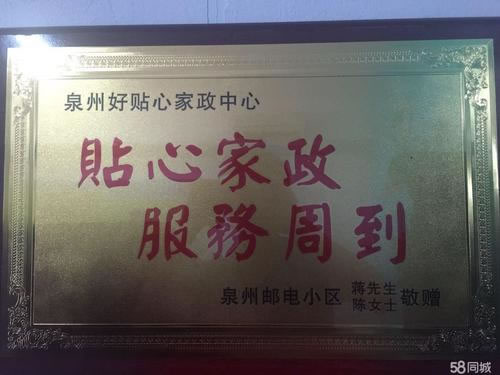 泉州好贴心家政中心
貼心家政
服務周到
泉州邮电小区 蒋先生 陈女士 敬赠
58同城